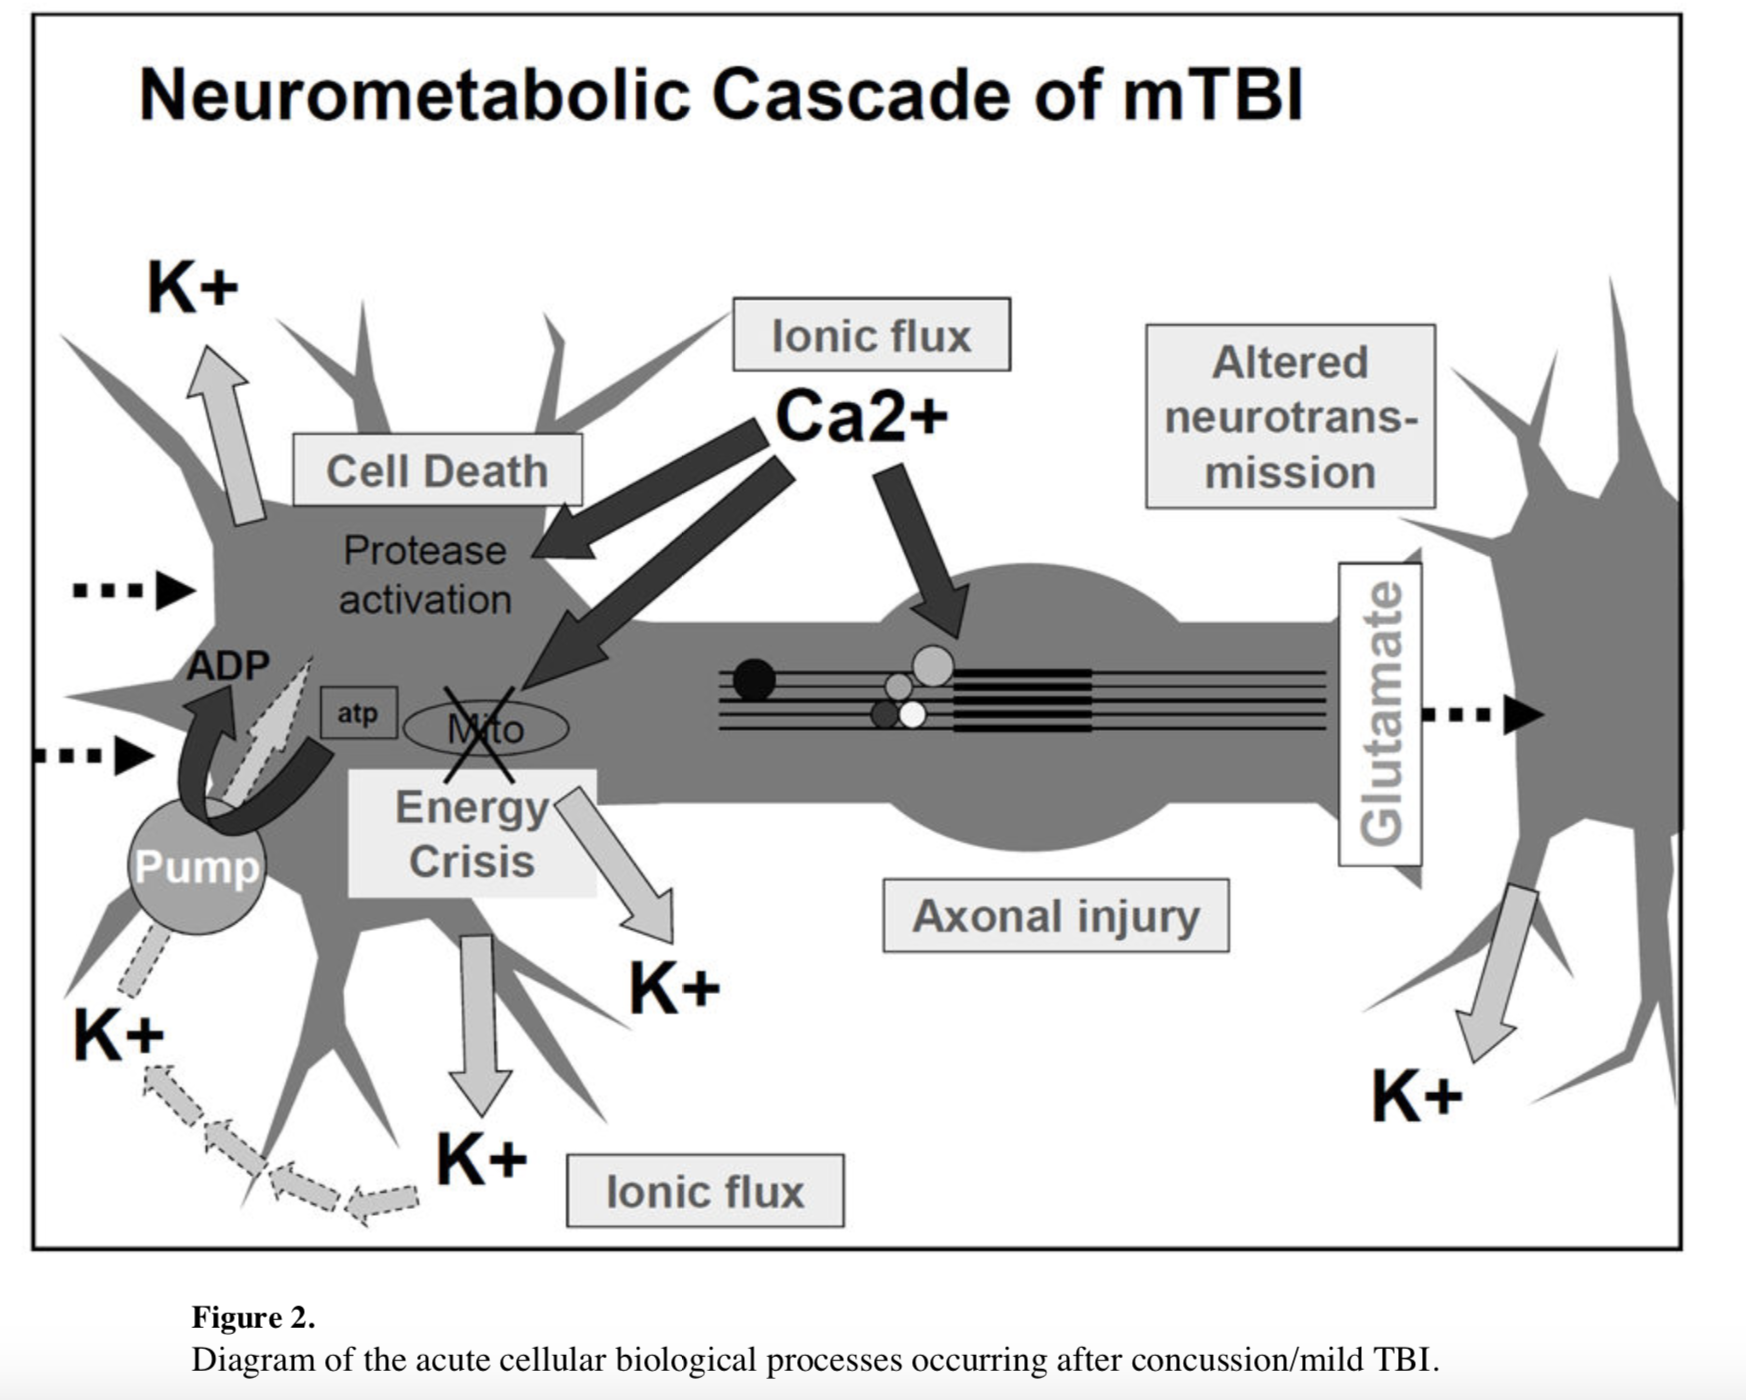 Neurometabolic Cascade of mTBI
K+
Ionic flux
Ca2+
Altered
neurotrans-
mission
Cell Death
Protease
activation
ADP
atp
Mito
Energy
Crisis
Pump
Glutamate
Axonal injury
K+
K+
K+
K+
Ionic flux
Figure 2.
Diagram of the acute cellular biological processes occurring after concussion/mild TBI.